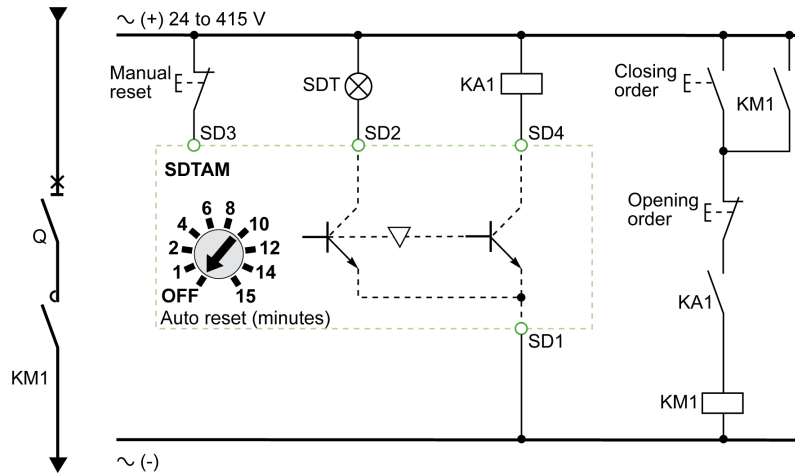 ∼ (+) 24 to 415 V
Manual
reset
SDT
KA1
Closing
order
KM1
SD3
SD2
SD4
SDTAM
Opening
order
Q
6
8
4
10
2
12
1
14
OFF
15
Auto reset (minutes)
SD1
KA1
KM1
KM1
∼ (-)